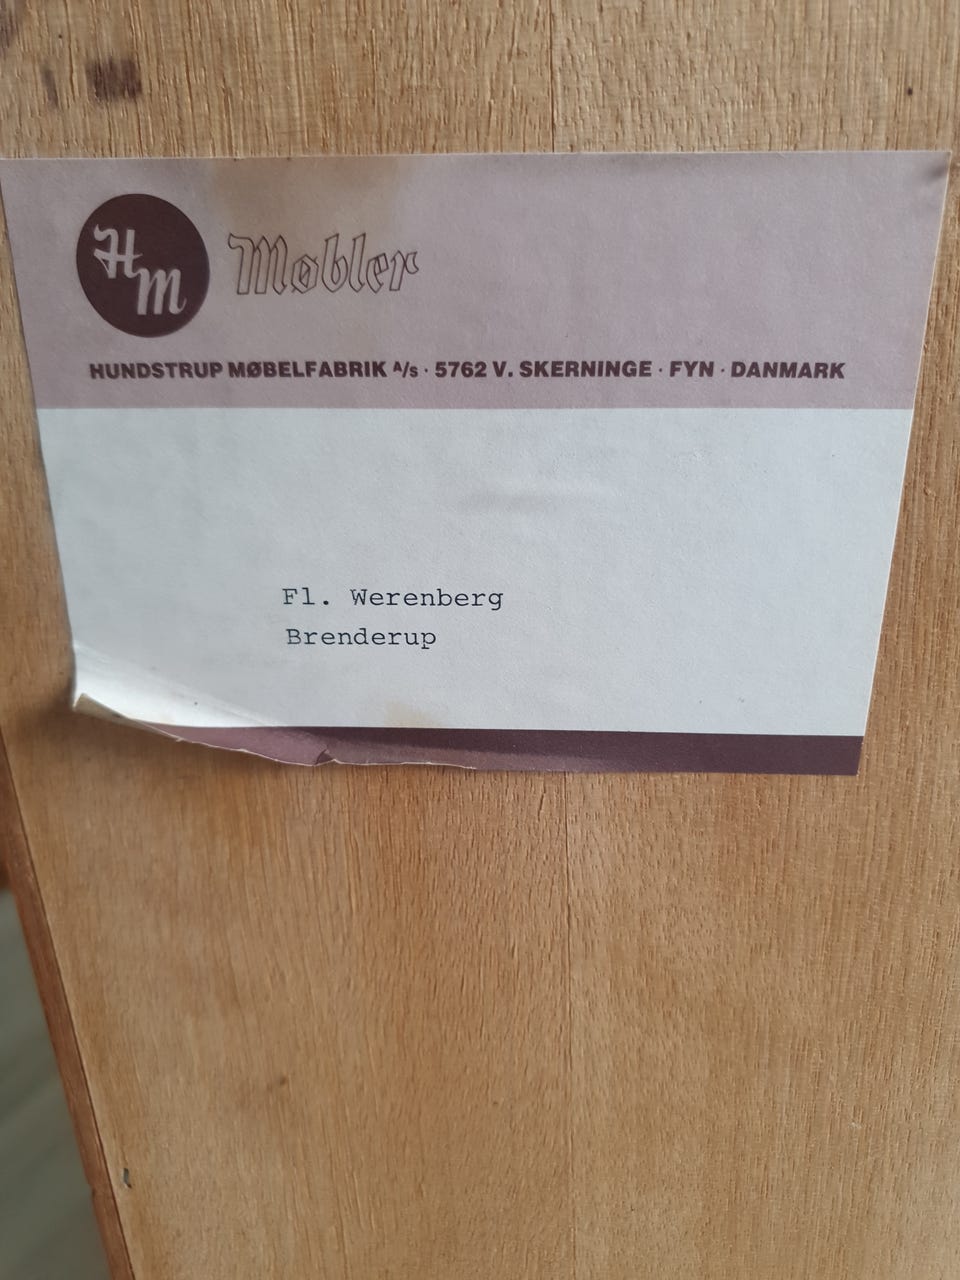 HM Møbler
HUNDSTRUP MØBELFABRIK A/s · 5762 V. SKERNINGE · FYN · DANMARK
Fl. Werenberg
Brenderup